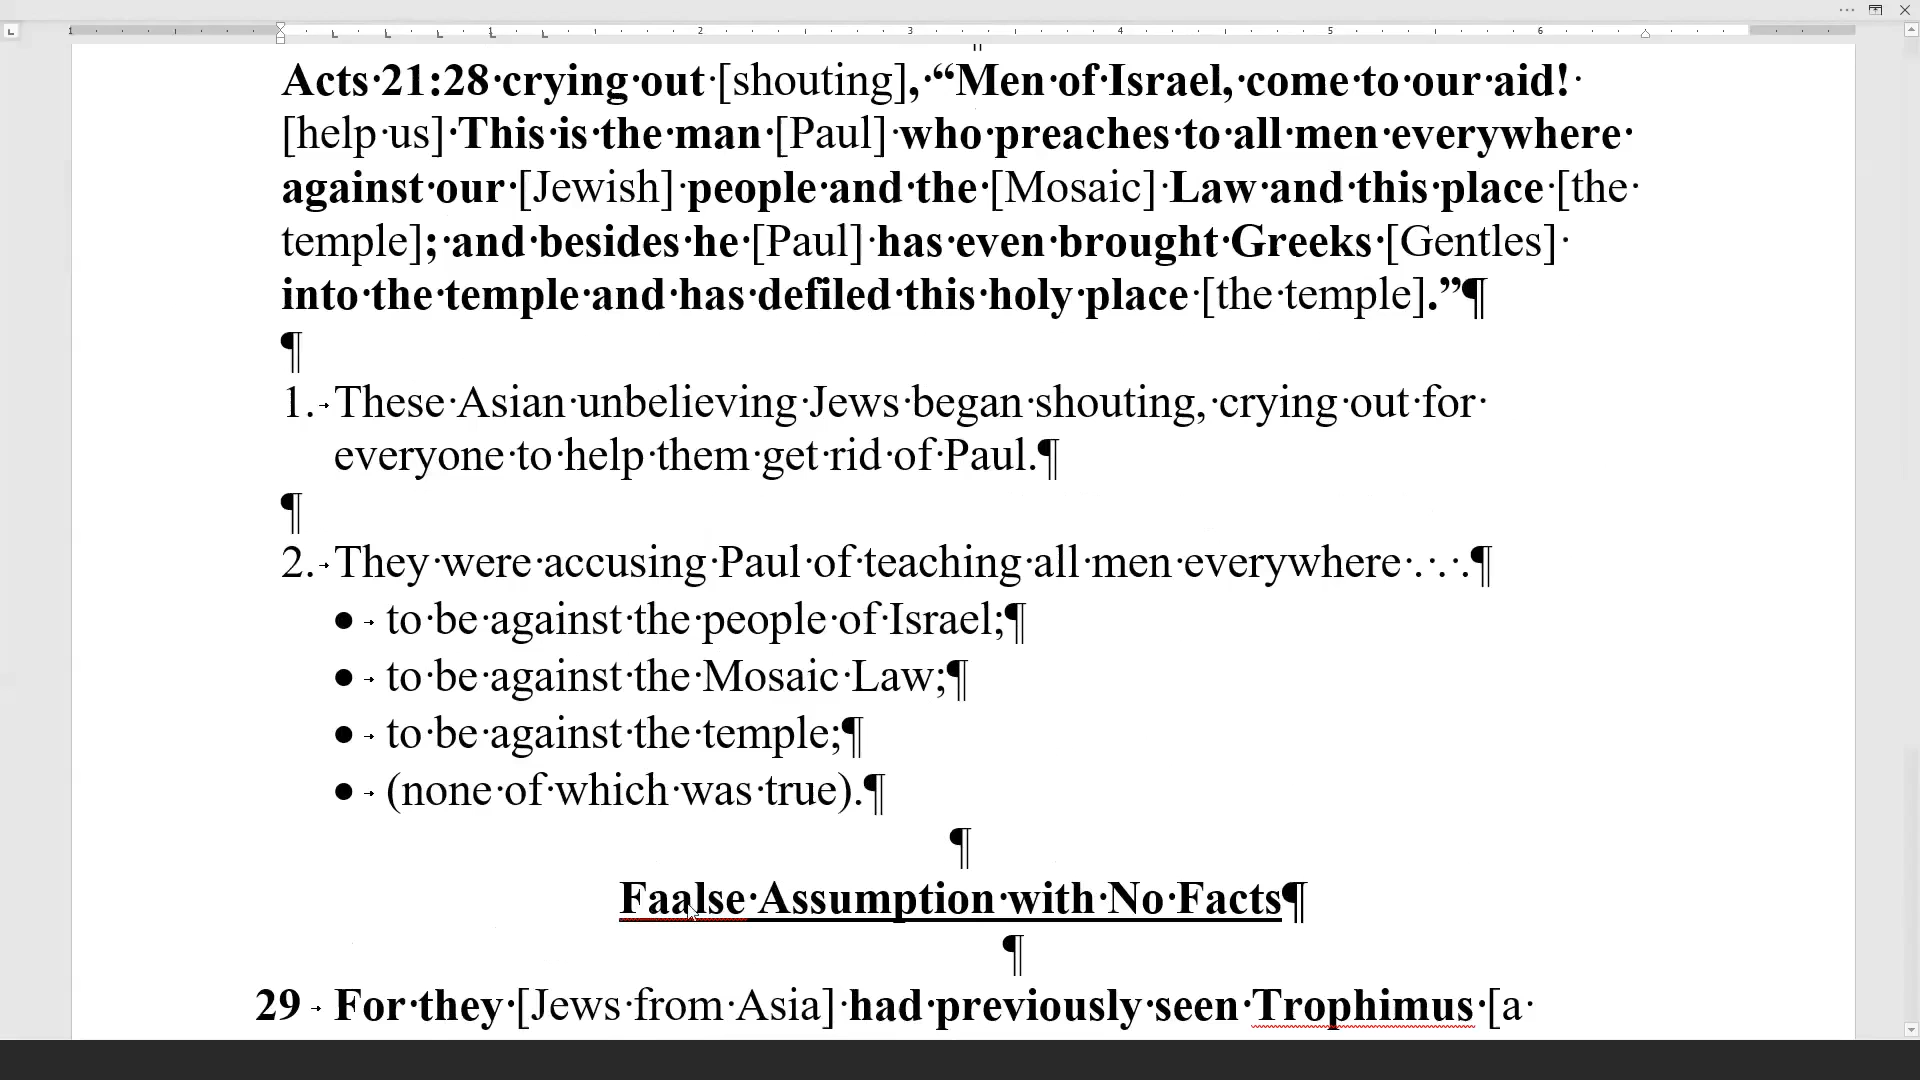 Acts 21:28 crying out [shouting], “Men of Israel, come to our aid!
[help us] This is the man [Paul] who preaches to all men everywhere
against our [Jewish] people and the [Mosaic] Law and this place [the
temple]; and besides he [Paul] has even brought Greeks [Gentles]
into the temple and has defiled this holy place [the temple].”¶
¶
1. These Asian unbelieving Jews began shouting, crying out for
everyone to help them get rid of Paul.¶
¶
2. They were accusing Paul of teaching all men everywhere . . .¶
• to be against the people of Israel;¶
• to be against the Mosaic Law;¶
• to be against the temple;¶
• (none of which was true).¶
¶
Faalse Assumption with No Facts¶
¶
29 For they [Jews from Asia] had previously seen Trophimus [a